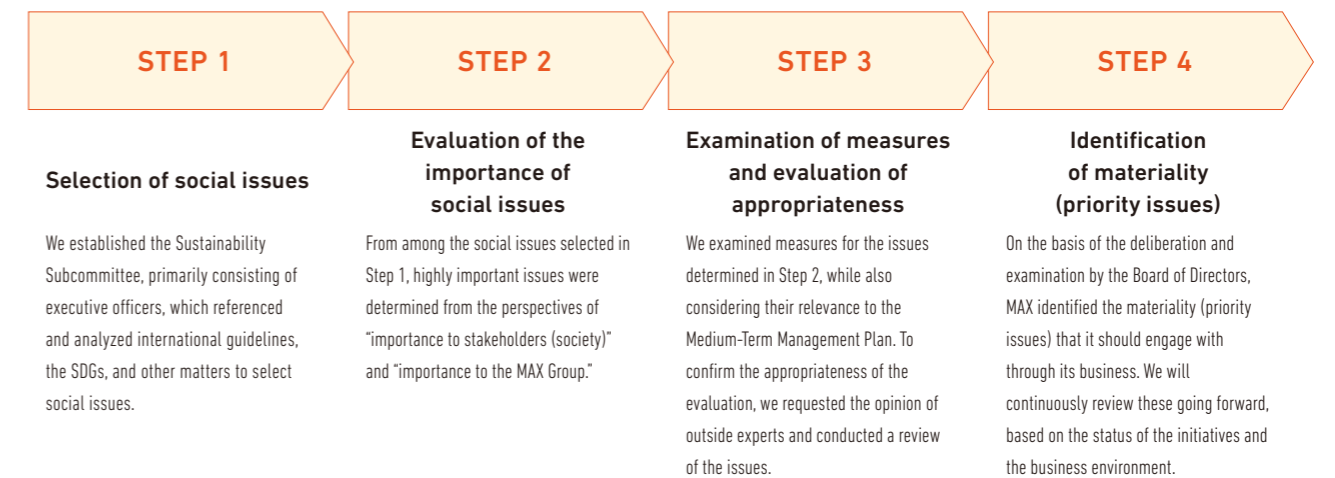 STEP 1
Selection of social issues
We established the Sustainability
Subcommittee, primarily consisting of
executive officers, which referenced
and analyzed international guidelines,
the SDGs, and other matters to select
social issues.
STEP 2
Evaluation of the
importance of
social issues
From among the social issues selected in
Step 1, highly important issues were
determined from the perspectives of
“importance to stakeholders (society)”
and “importance to the MAX Group.”
STEP 3
Examination of measures
and evaluation of
appropriateness
We examined measures for the issues
determined in Step 2, while also
considering their relevance to the
Medium-Term Management Plan. To
confirm the appropriateness of the
evaluation, we requested the opinion of
outside experts and conducted a review
of the issues.
STEP 4
Identification
of materiality
(priority issues)
On the basis of the deliberation and
examination by the Board of Directors,
MAX identified the materiality (priority
issues) that it should engage with
through its business. We will
continuously review these going forward,
based on the status of the initiatives and
the business environment.